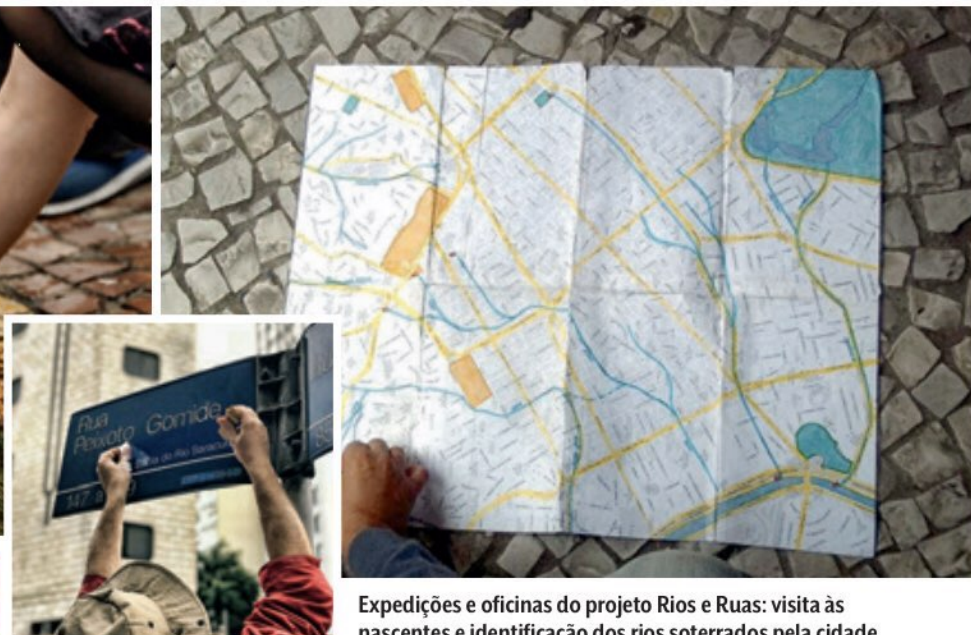 Rua
Peixoto Gomide
147 a
Expedições e oficinas do projeto Rios e Ruas: visita às
nascentes e identificação dos rios soterrados pela cidade